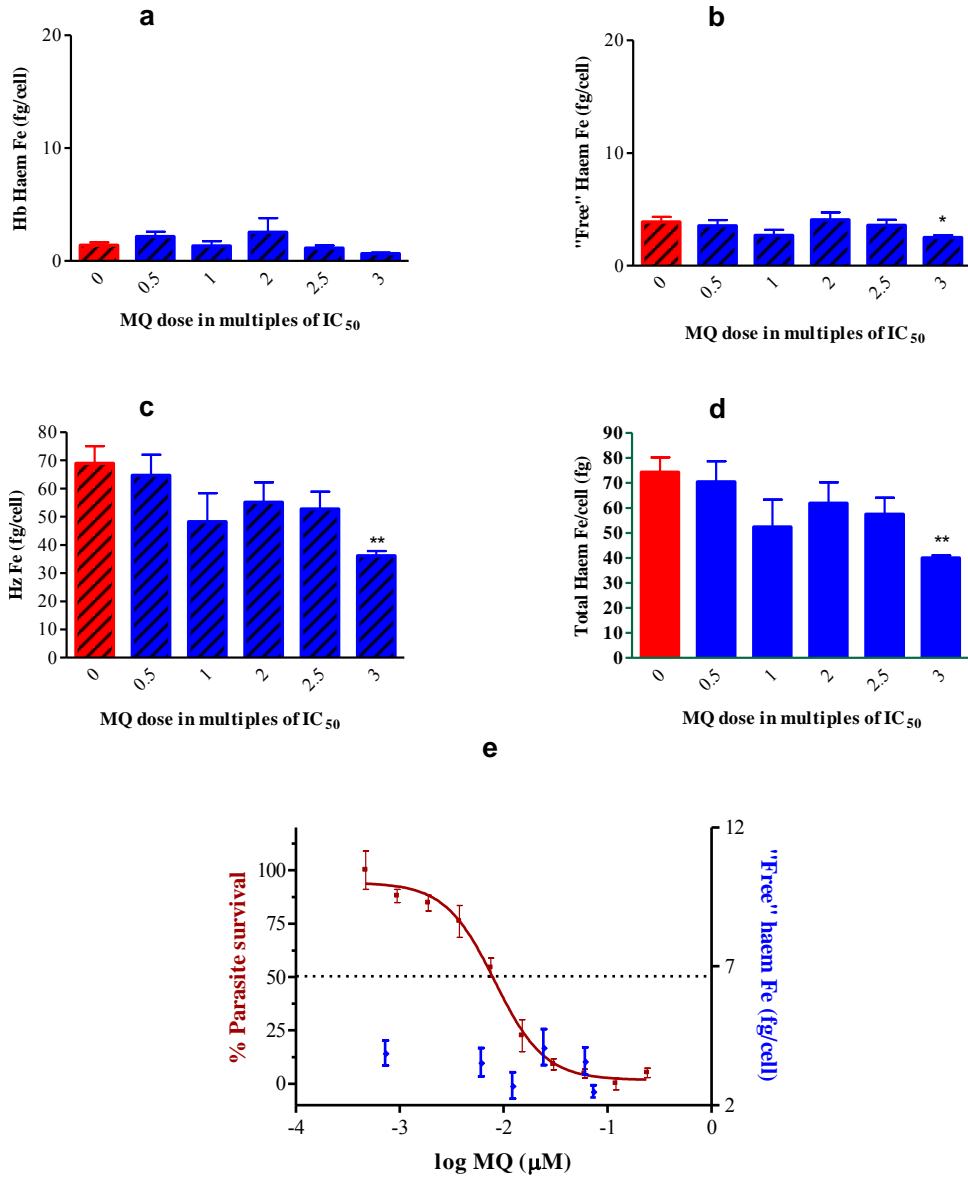 a
Hb Haem Fe (fg/cell)
20
10
0
0 0.5 1 2 2.5 3
MQ dose in multiples of IC50
b
"Free" Haem Fe (fg/cell)
20
10
0
*
0 0.5 1 2 2.5 3
MQ dose in multiples of IC50
c
Hz Fe (fg/cell)
80
70
60
50
40
30
20
10
0
**
0 0.5 1 2 2.5 3
MQ dose in multiples of IC50
d
Total Haem Fe/cell (fg)
90
80
70
60
50
40
30
20
10
0
**
0 0.5 1 2 2.5 3
MQ dose in multiples of IC50
e
% Parasite survival
100
75
50
25
0
12
7
2
"Free" haem Fe (fg/cell)
-4 -3 -2 -1 0
log MQ (μM)